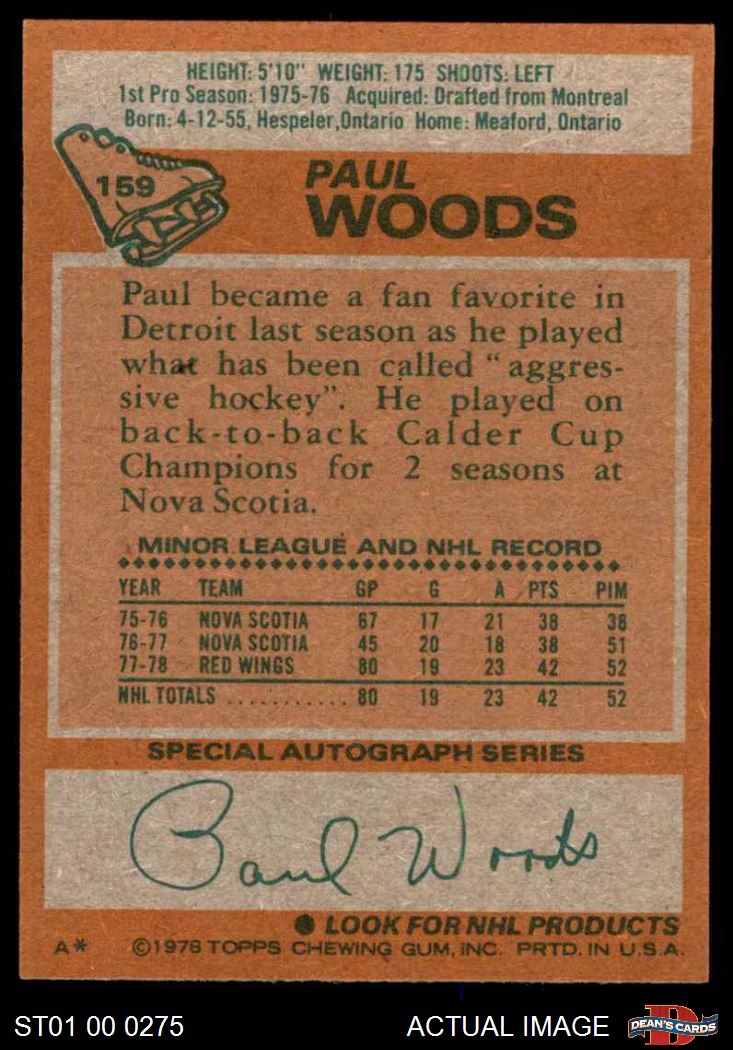 HEIGHT: 5'10" WEIGHT: 175 SHOOTS: LEFT
1st Pro Season: 1975-76 Acquired: Drafted from Montreal
Born: 4-12-55, Hespeler, Ontario Home: Meaford, Ontario
159
PAUL
WOODS
Paul became a fan favorite in
Detroit last season as he played
what has been called "aggres-
sive hockey". He played on
back-to-back Calder Cup
Champions for 2 seasons at
Nova Scotia.
MINOR LEAGUE AND NHL RECORD
YEAR TEAM GP G A PTS PIM
75-76 NOVA SCOTIA 67 17 21 38 38
76-77 NOVA SCOTIA 45 20 18 38 51
77-78 RED WINGS 80 19 23 42 52
NHL TOTALS ........... 80 19 23 42 52
SPECIAL AUTOGRAPH SERIES
Paul Woods
● LOOK FOR NHL PRODUCTS
A* ©1978 TOPPS CHEWING GUM, INC. PRTD. IN U.S.A.
ST01 00 0275 ACTUAL IMAGE D DEAN'S CARDS